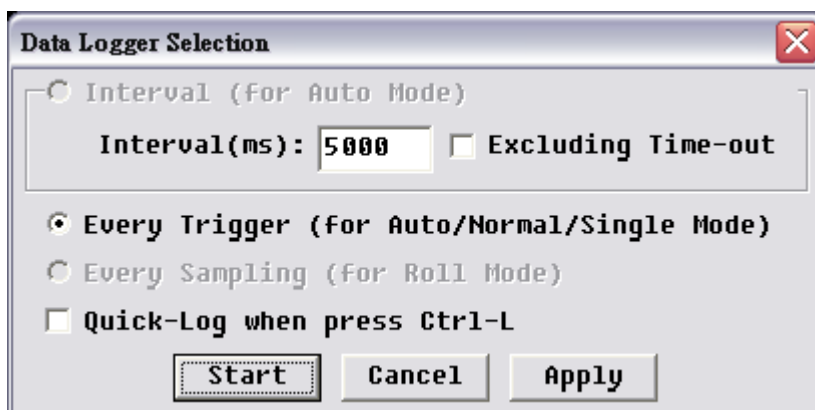 Data Logger Selection
Interval (for Auto Mode)
Interval(ms): 5000 Excluding Time-out
Every Trigger (for Auto/Normal/Single Mode)
Every Sampling (for Roll Mode)
Quick-Log when press Ctrl-L
Start Cancel Apply